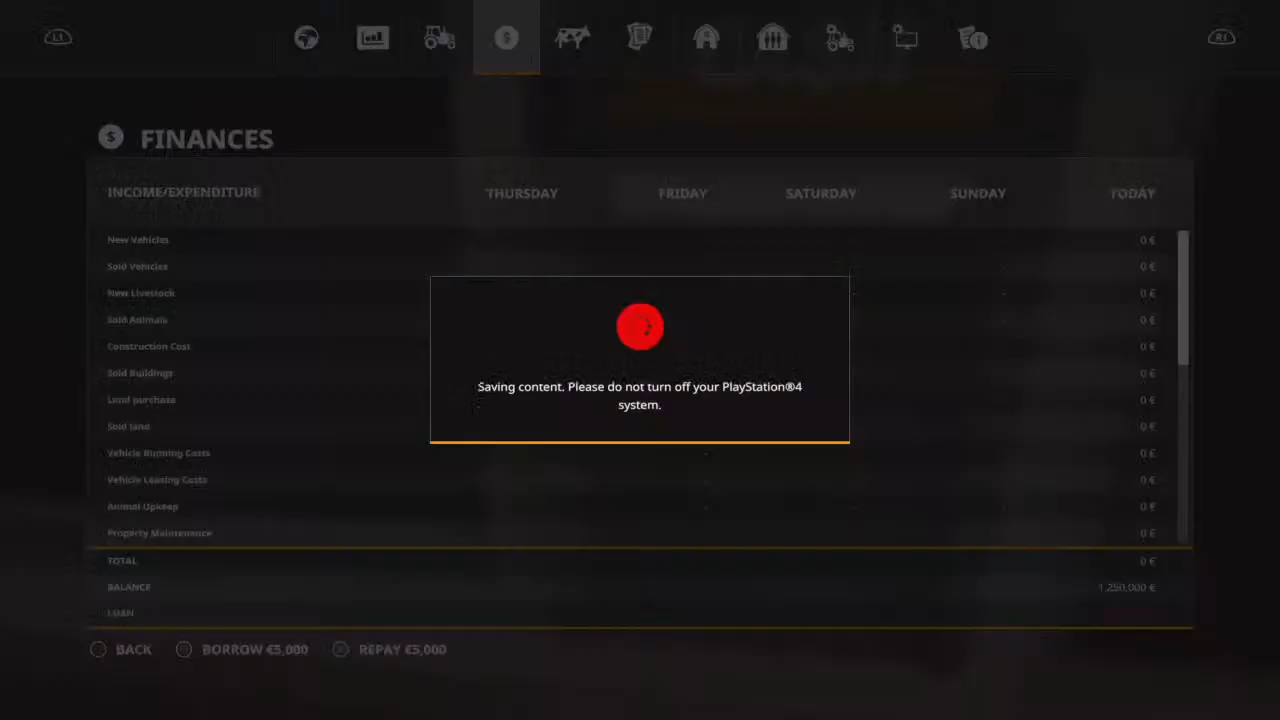 L1
R1
FINANCES
INCOME/EXPENDITURE THURSDAY FRIDAY SATURDAY SUNDAY TODAY
New Vehicles 0 €
Sold Vehicles 0 €
New Livestock 0 €
Sold Animals 0 €
Construction Cost 0 €
Sold Buildings 0 €
Land purchase 0 €
Sold land 0 €
Vehicle Running Costs 0 €
Vehicle Leasing Costs 0 €
Animal Upkeep 0 €
Property Maintenance 0 €
TOTAL 0 €
BALANCE 1,250,000 €
LOAN
Saving content. Please do not turn off your PlayStation®4
system.
BACK BORROW €5,000 REPAY €5,000